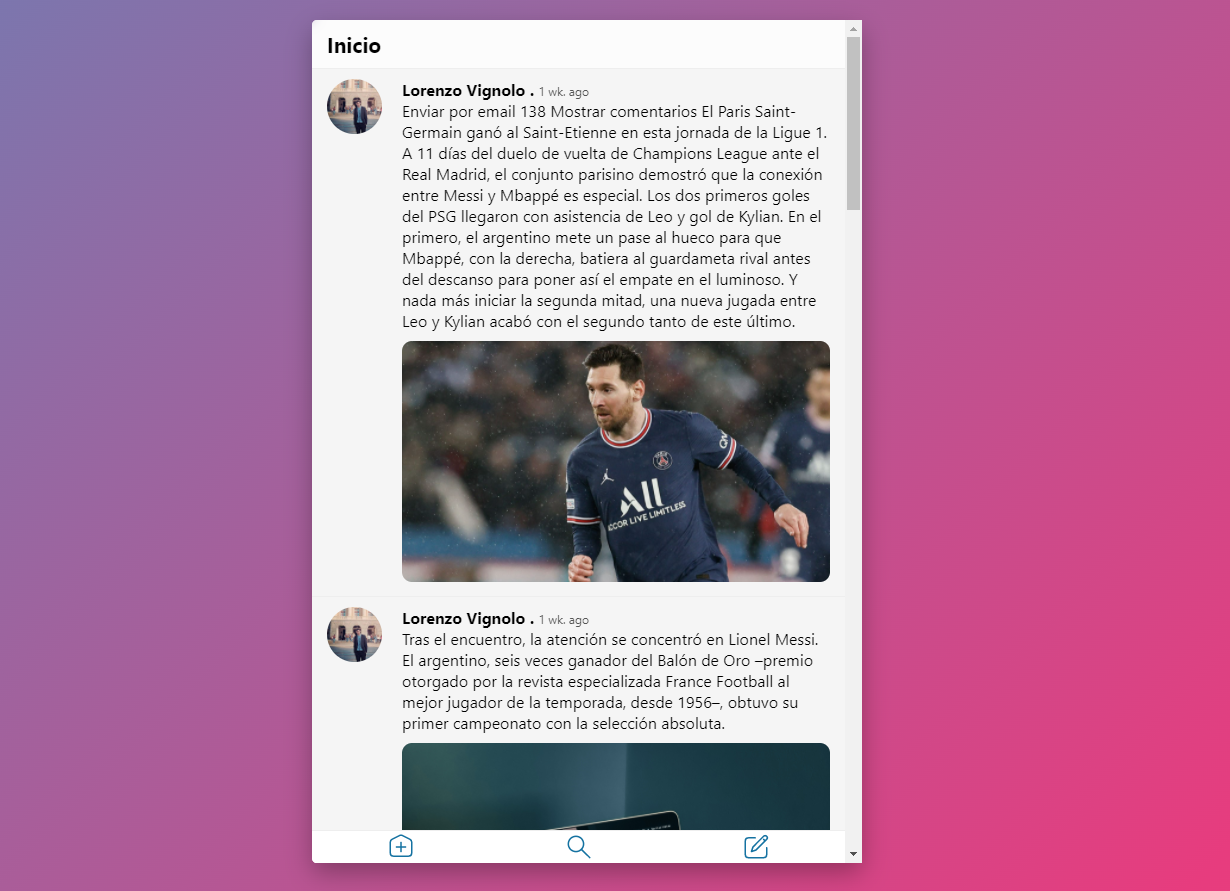 Inicio
Lorenzo Vignolo . 1 wk. ago
Enviar por email 138 Mostrar comentarios El Paris Saint-
Germain ganó al Saint-Etienne en esta jornada de la Ligue 1.
A 11 días del duelo de vuelta de Champions League ante el
Real Madrid, el conjunto parisino demostró que la conexión
entre Messi y Mbappé es especial. Los dos primeros goles
del PSG llegaron con asistencia de Leo y gol de Kylian. En el
primero, el argentino mete un pase al hueco para que
Mbappé, con la derecha, batiera al guardameta rival antes
del descanso para poner así el empate en el luminoso. Y
nada más iniciar la segunda mitad, una nueva jugada entre
Leo y Kylian acabó con el segundo tanto de este último.
ALL
ACCOR LIVE LIMITLESS
Lorenzo Vignolo . 1 wk. ago
Tras el encuentro, la atención se concentró en Lionel Messi.
El argentino, seis veces ganador del Balón de Oro –premio
otorgado por la revista especializada France Football al
mejor jugador de la temporada, desde 1956–, obtuvo su
primer campeonato con la selección absoluta.